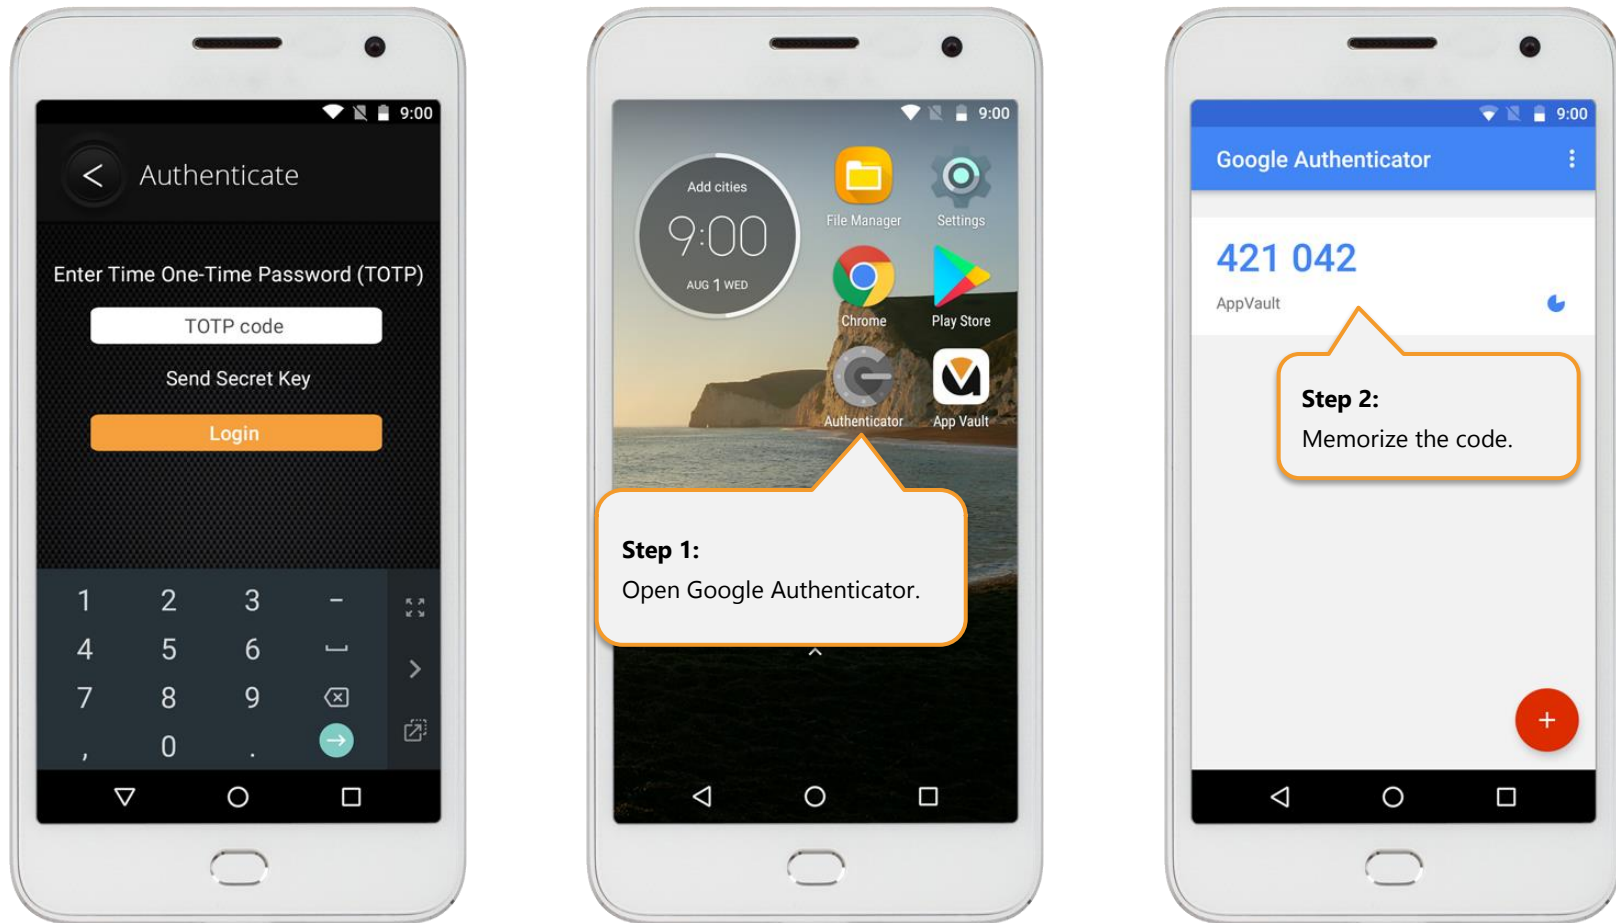 9:00
Authenticate
Enter Time One-Time Password (TOTP)
TOTP code
Send Secret Key
Login
1 2 3 -
4 5 6
7 8 9
, 0 .
9:00
Add cities
9:00
AUG 1 WED
File Manager
Settings
Chrome
Play Store
Authenticator
App Vault
Step 1:
Open Google Authenticator.
9:00
Google Authenticator
421 042
AppVault
Step 2:
Memorize the code.